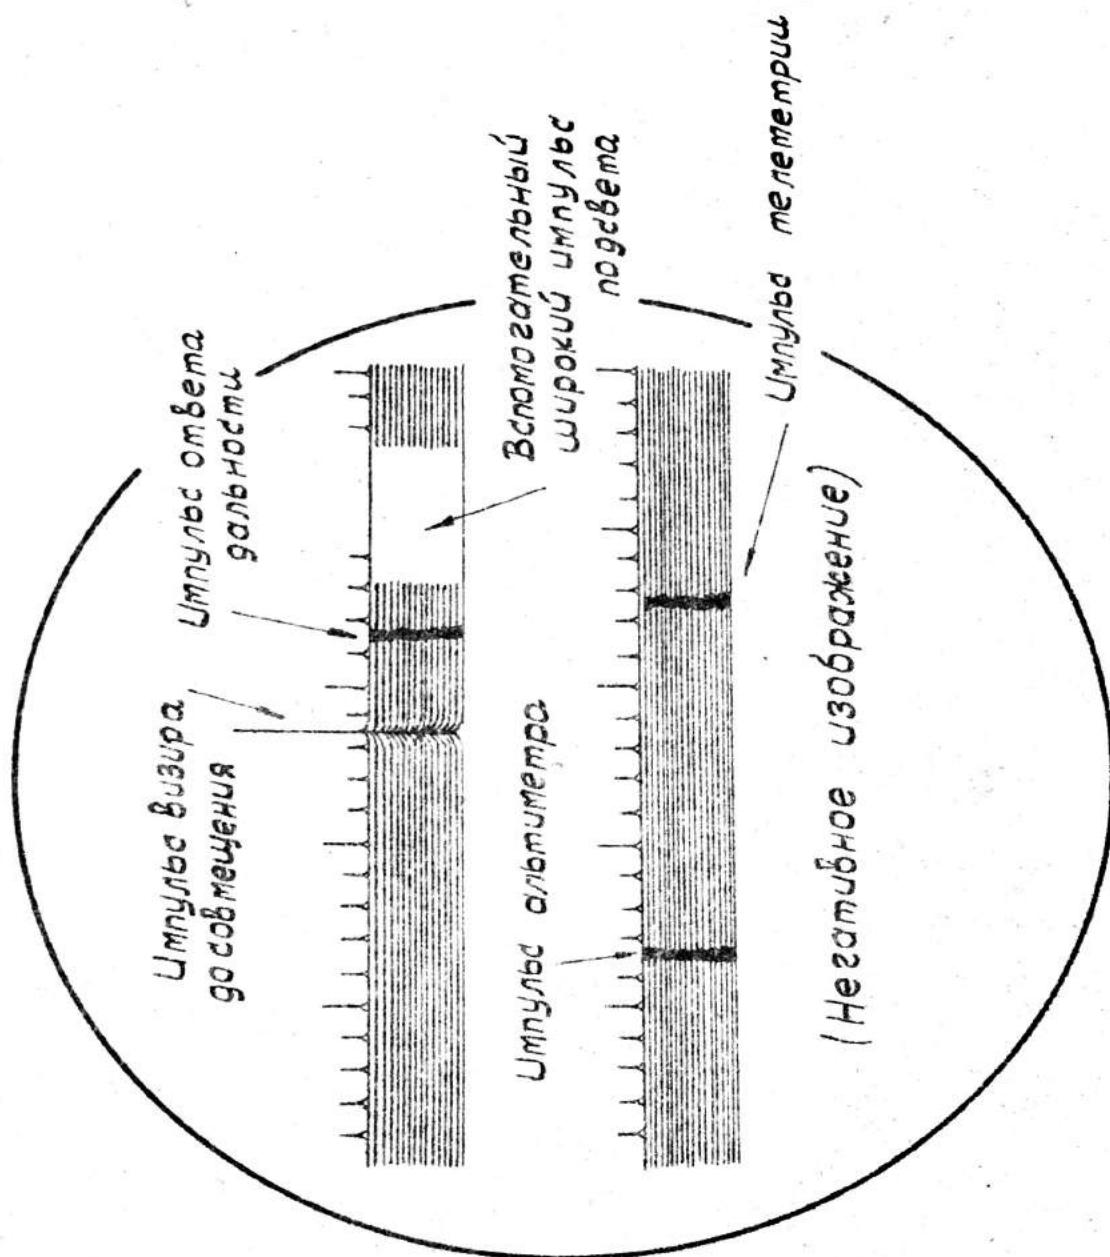 Импульс визира
до совмещения
Импульс ответа
дальности
Вспомогательный
широкий импульс
подсвета
Импульс альтиметра
Импульс телеметрии
(Негативное изображение)